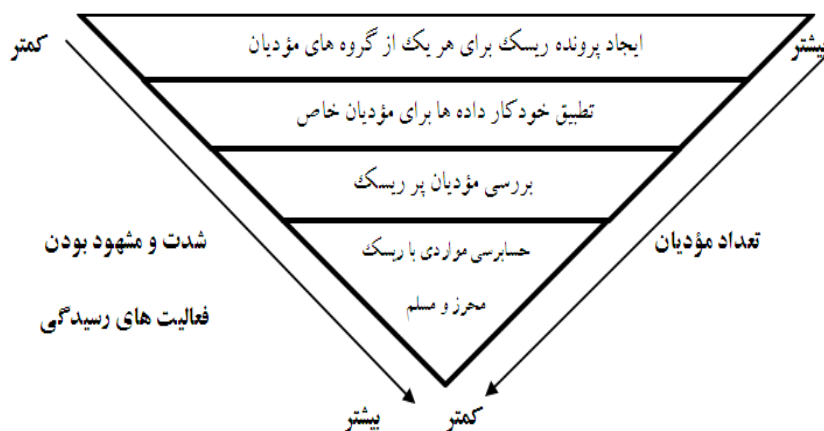 ایجاد پرونده ریسک برای هر یک از گروه های مؤدیان
بیشتر
کمتر
تطبیق خودکار داده ها برای مؤدیان خاص
بررسی مؤدیان پر ریسک
تعداد مؤدیان
شدت و مشهود بودن
فعالیت های رسیدگی
حسابرسی مواردی با ریسک
محرز و مسلم
کمتر
بیشتر